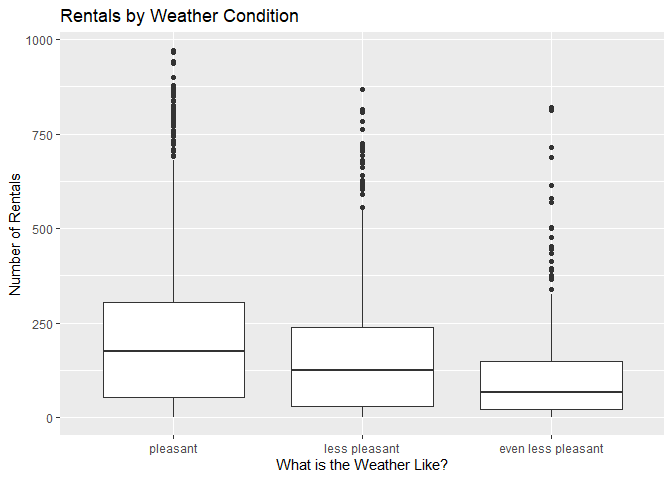 Rentals by Weather Condition
1000
750
500
250
0
Number of Rentals
pleasant
less pleasant
even less pleasant
What is the Weather Like?